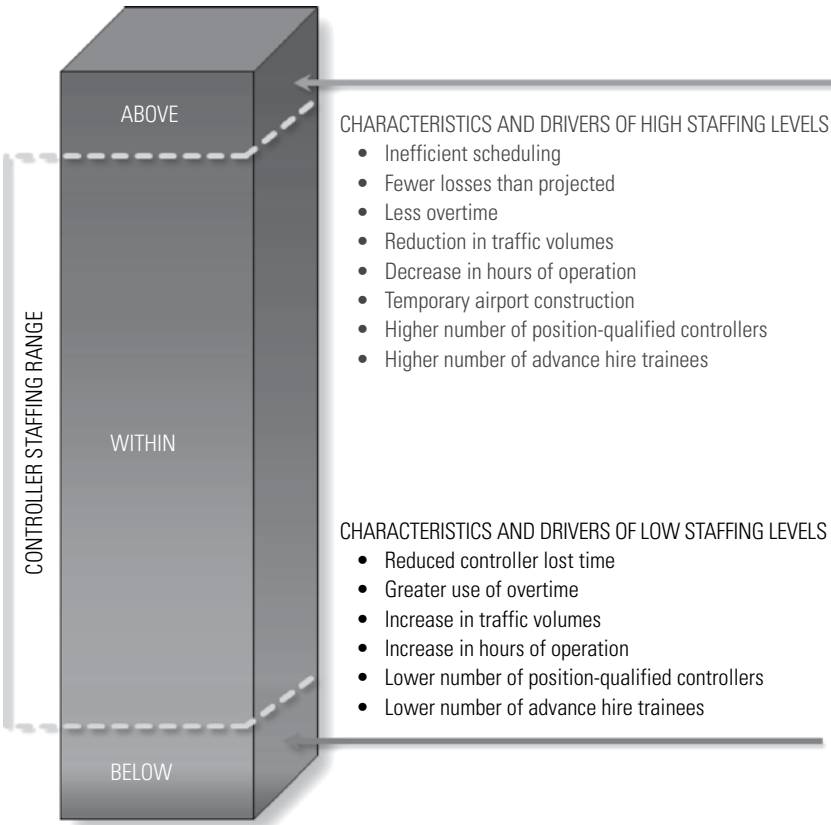 ABOVE
CHARACTERISTICS AND DRIVERS OF HIGH STAFFING LEVELS
• Inefficient scheduling
• Fewer losses than projected
• Less overtime
• Reduction in traffic volumes
• Decrease in hours of operation
• Temporary airport construction
• Higher number of position-qualified controllers
• Higher number of advance hire trainees
CONTROLLER STAFFING RANGE
WITHIN
CHARACTERISTICS AND DRIVERS OF LOW STAFFING LEVELS
• Reduced controller lost time
• Greater use of overtime
• Increase in traffic volumes
• Increase in hours of operation
• Lower number of position-qualified controllers
• Lower number of advance hire trainees
BELOW